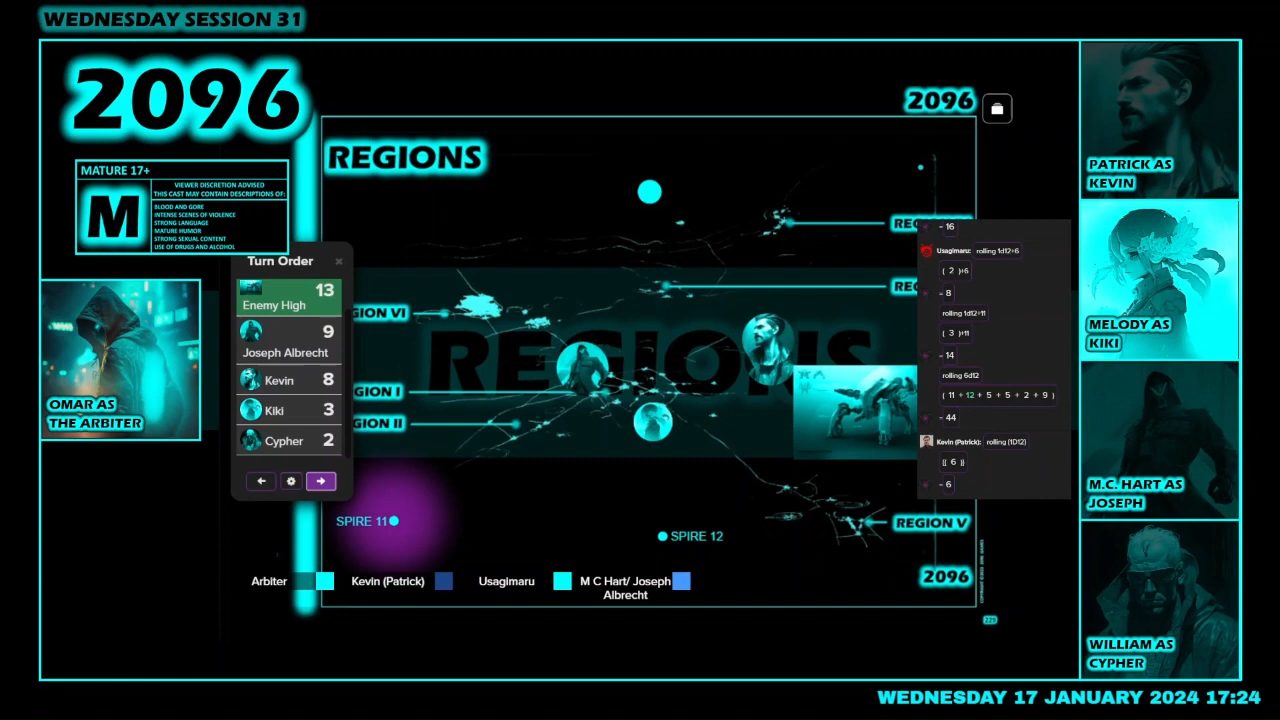 WEDNESDAY SESSION 31
2096
MATURE 17+
M
VIEWER DISCRETION ADVISED
THIS CAST MAY CONTAIN DESCRIPTIONS OF:
BLOOD AND GORE
INTENSE SCENES OF VIOLENCE
STRONG LANGUAGE
MATURE HUMOR
STRONG SEXUAL CONTENT
USE OF DRUGS AND ALCOHOL
OMAR AS
THE ARBITER
Turn Order
Enemy High 13
Joseph Albrecht 9
Kevin 8
Kiki 3
Cypher 2
2096
REGIONS
REGIONS
GION VI
GION I
GION II
REGION V
SPIRE 11
SPIRE 12
2096
= 16
Usagimaru: rolling 1d12+6
( 2 )+6
= 8
rolling 1d12+11
( 3 )+11
= 14
rolling 6d12
( 11 + 12 + 5 + 5 + 2 + 9 )
= 44
Kevin (Patrick): rolling (1D12)
(( 6 ))
= 6
Arbiter
Kevin (Patrick)
Usagimaru
M C Hart/ Joseph
Albrecht
PATRICK AS
KEVIN
MELODY AS
KIKI
M.C. HART AS
JOSEPH
WILLIAM AS
CYPHER
WEDNESDAY 17 JANUARY 2024 17:24